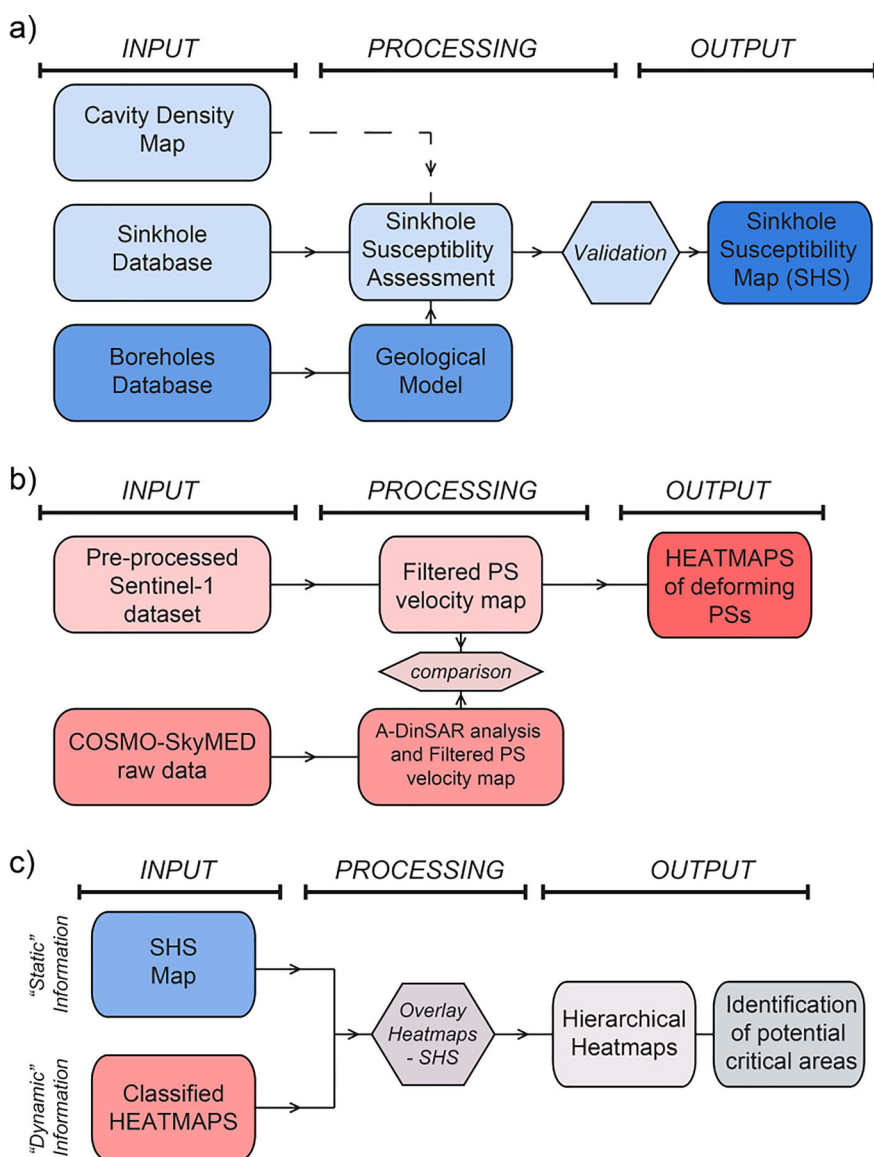 a)
INPUT
PROCESSING
OUTPUT
Cavity Density
Map
Sinkhole
Database
Sinkhole
Susceptiblity
Assessment
Validation
Sinkhole
Susceptibility
Map (SHS)
Boreholes
Database
Geological
Model
b)
INPUT
PROCESSING
OUTPUT
Pre-processed
Sentinel-1
dataset
Filtered PS
velocity map
HEATMAPS
of deforming
PSs
comparison
COSMO-SkyMED
raw data
A-DinSAR analysis
and Filtered PS
velocity map
c)
INPUT
PROCESSING
OUTPUT
"Static"
Information
SHS
Map
Overlay
Heatmaps
- SHS
Hierarchical
Heatmaps
Identification
of potential
critical areas
"Dynamic"
Information
Classified
HEATMAPS